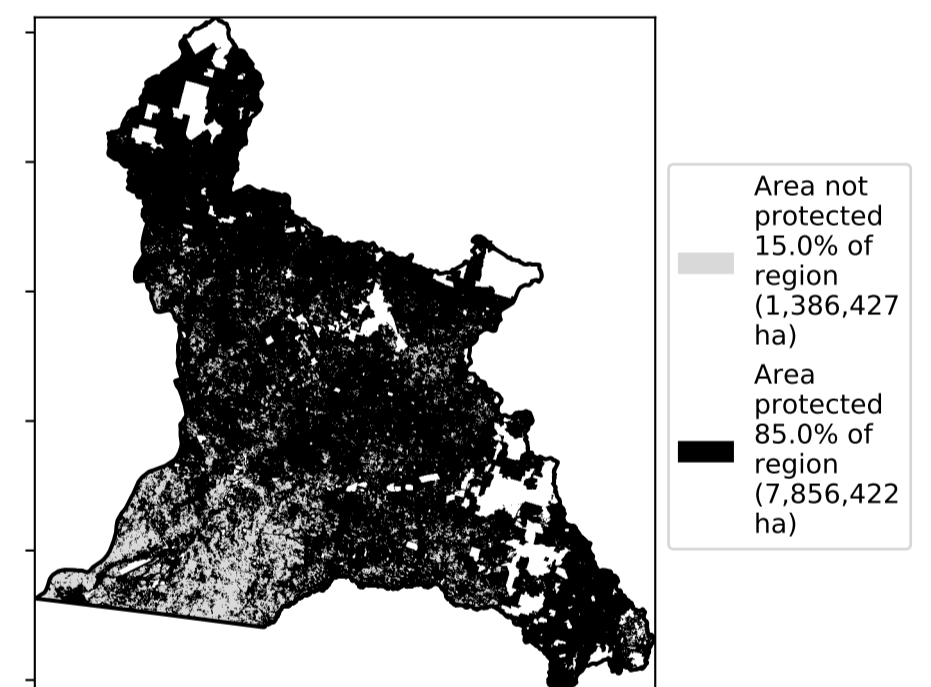 Area not
protected
15.0% of
region
(1,386,427
ha)
Area
protected
85.0% of
region
(7,856,422
ha)